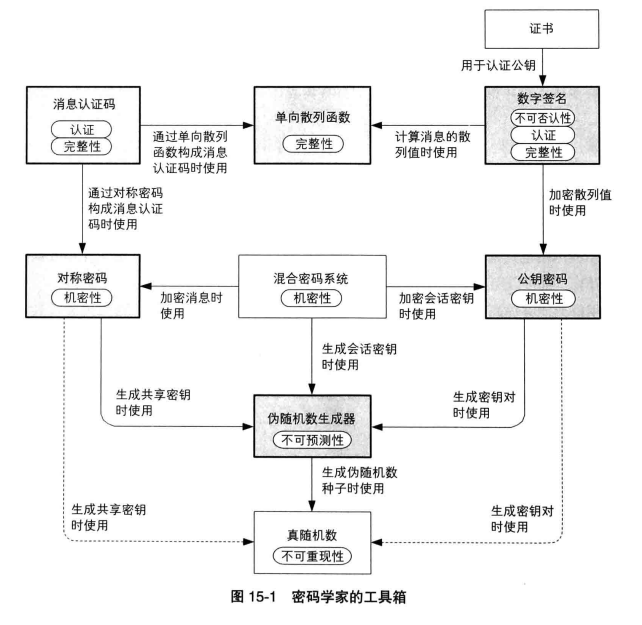 证书
用于认证公钥
消息认证码
认证
完整性
通过单向散列
函数构成消息
认证码时使用
单向散列函数
完整性
计算消息的散
列值时使用
数字签名
不可否认性
认证
完整性
通过对称密码
构成消息认证
码时使用
加密散列值
时使用
对称密码
机密性
加密消息时
使用
混合密码系统
机密性
加密会话密钥
时使用
公钥密码
机密性
生成会话密钥
时使用
生成共享密钥
时使用
伪随机数生成器
不可预测性
生成密钥对
时使用
生成伪随机数
种子时使用
生成共享密钥
时使用
真随机数
不可重现性
生成密钥对
时使用
图 15-1 密码学家的工具箱